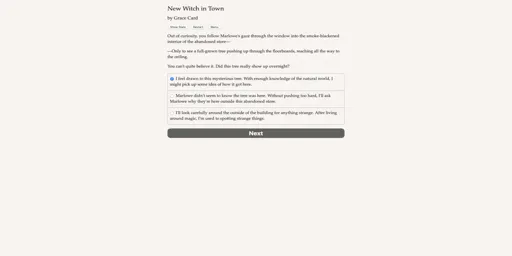 New Witch in Town
by Grace Card
Show Stats
Restart
Menu
Out of curiosity, you follow Marlowe's gaze through the window into the smoke-blackened
interior of the abandoned store—
—Only to see a full-grown tree pushing up through the floorboards, reaching all the way to
the ceiling.
You can't quite believe it. Did this tree really show up overnight?
I feel drawn to this mysterious tree. With enough knowledge of the natural world, I
might pick up some idea of how it got here.
Marlowe didn't seem to know the tree was here. Without pushing too hard, I'll ask
Marlowe why they're here outside this abandoned store.
I'll look carefully around the outside of the building for anything strange. After living
around magic, I'm used to spotting strange things.
Next